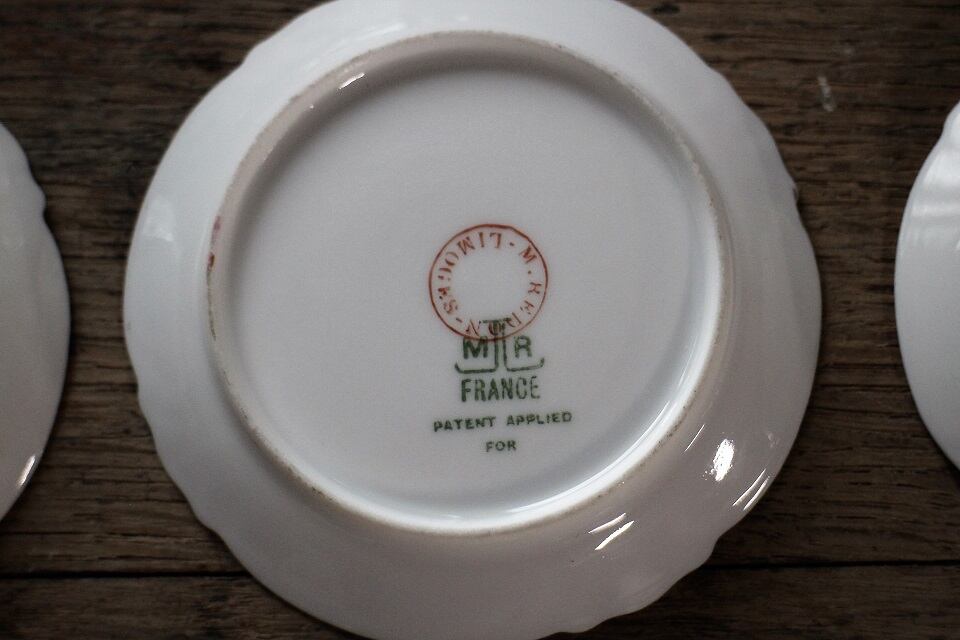 M. REDON - LIMOGES -
M R
FRANCE
PATENT APPLIED
FOR